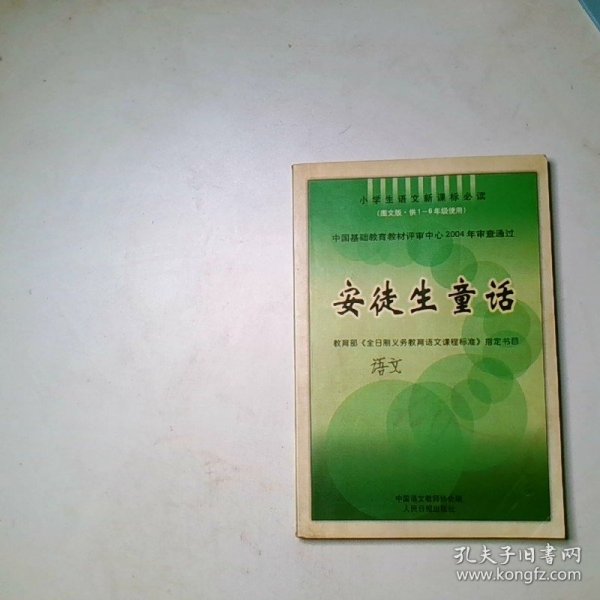 小学生语文新课标必读
(图文版·供1-6年级使用)
中国基础教育教材评审中心2004年审查通过
安徒生童话
教育部《全日制义务教育语文课程标准》指定书目
语文
中国语文教师协会编
人民日报出版社
孔夫子旧书网
www.kongfz.com